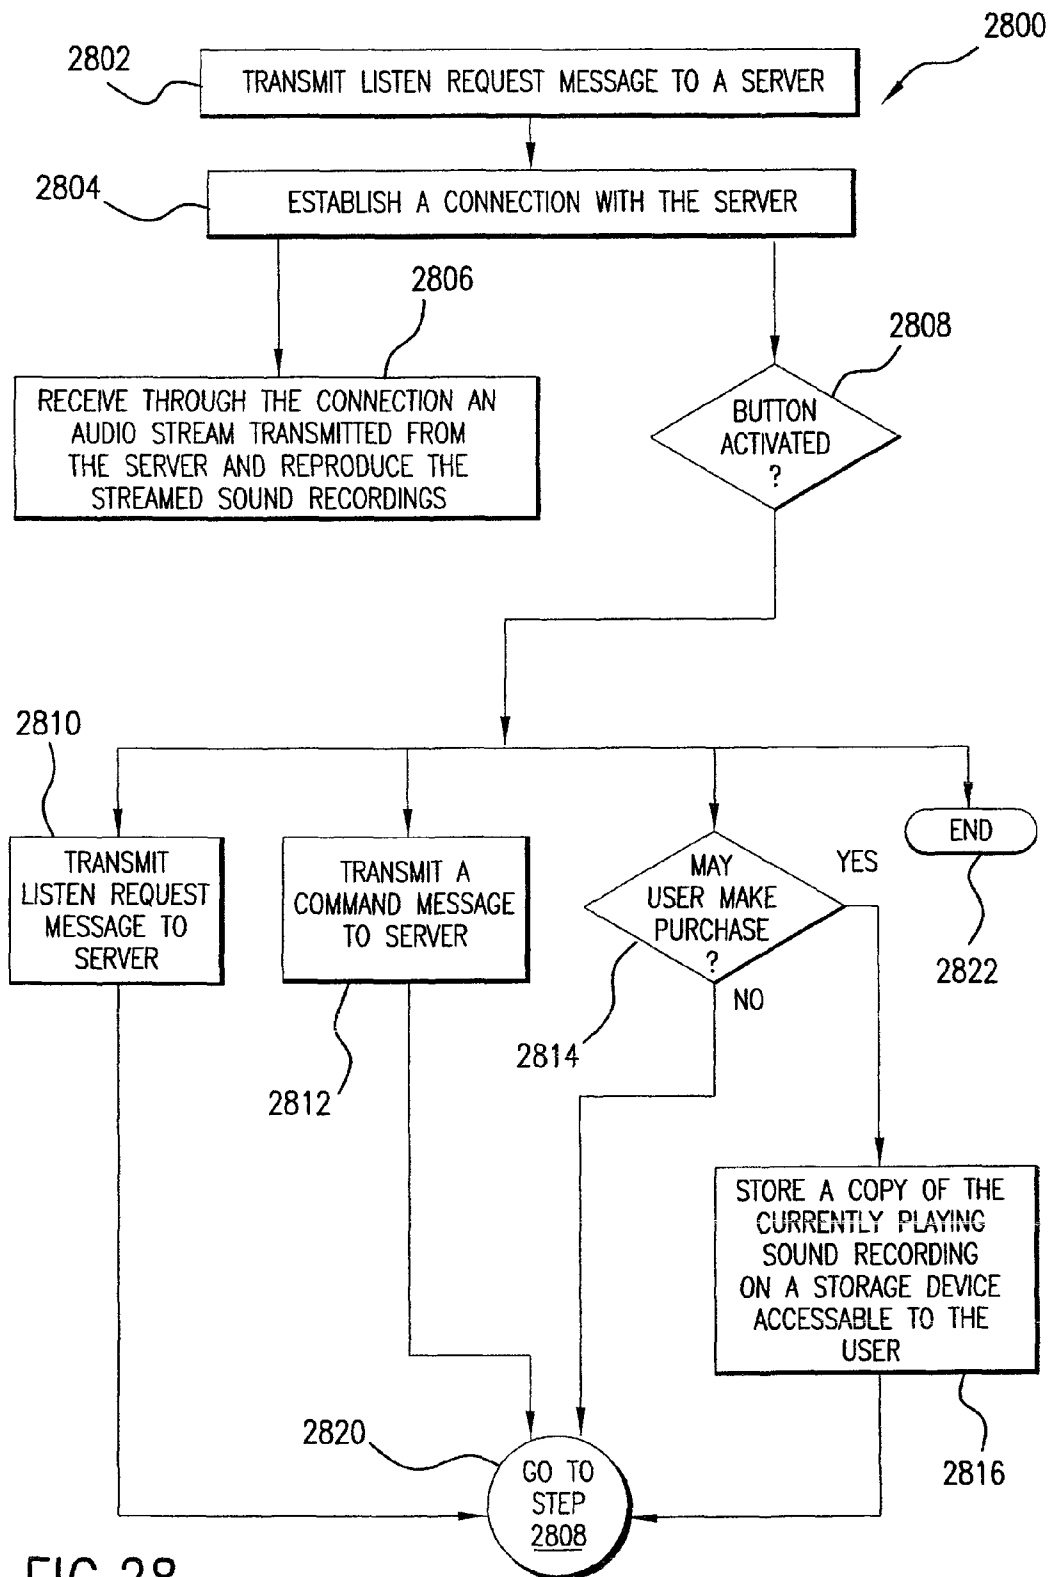 2800
2802
TRANSMIT LISTEN REQUEST MESSAGE TO A SERVER
2804
ESTABLISH A CONNECTION WITH THE SERVER
2806
2808
RECEIVE THROUGH THE CONNECTION AN
AUDIO STREAM TRANSMITTED FROM
THE SERVER AND REPRODUCE THE
STREAMED SOUND RECORDINGS
BUTTON
ACTIVATED
?
2810
TRANSMIT
LISTEN REQUEST
MESSAGE TO
SERVER
TRANSMIT A
COMMAND MESSAGE
TO SERVER
2812
MAY
USER MAKE
PURCHASE
?
YES
NO
2814
END
2822
STORE A COPY OF THE
CURRENTLY PLAYING
SOUND RECORDING
ON A STORAGE DEVICE
ACCESSABLE TO THE
USER
2816
2820
GO TO
STEP
2808
FIG.28